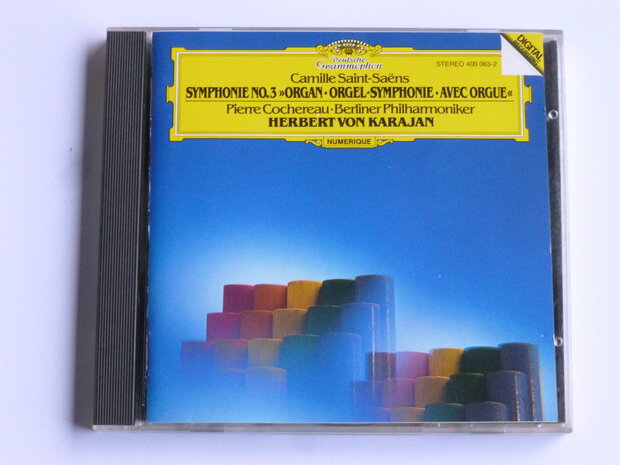 Deutsche
Grammophon
STEREO 400 063-2
DIGITAL
RECORDING
Camille Saint-Saëns
SYMPHONIE NO.3 »ORGAN · ORGEL-SYMPHONIE · AVEC ORGUE«
Pierre Cochereau · Berliner Philharmoniker
HERBERT VON KARAJAN
NUMERIQUE